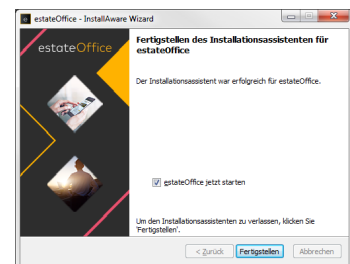 estateOffice - InstallAware Wizard
estateOffice
Fertigstellen des Installationsassistenten für
estateOffice
Der Installationsassistent war erfolgreich für estateOffice.
estateOffice jetzt starten
Um den Installationsassistenten zu verlassen, klicken Sie
'Fertigstellen'.
< Zurück
Fertigstellen
Abbrechen